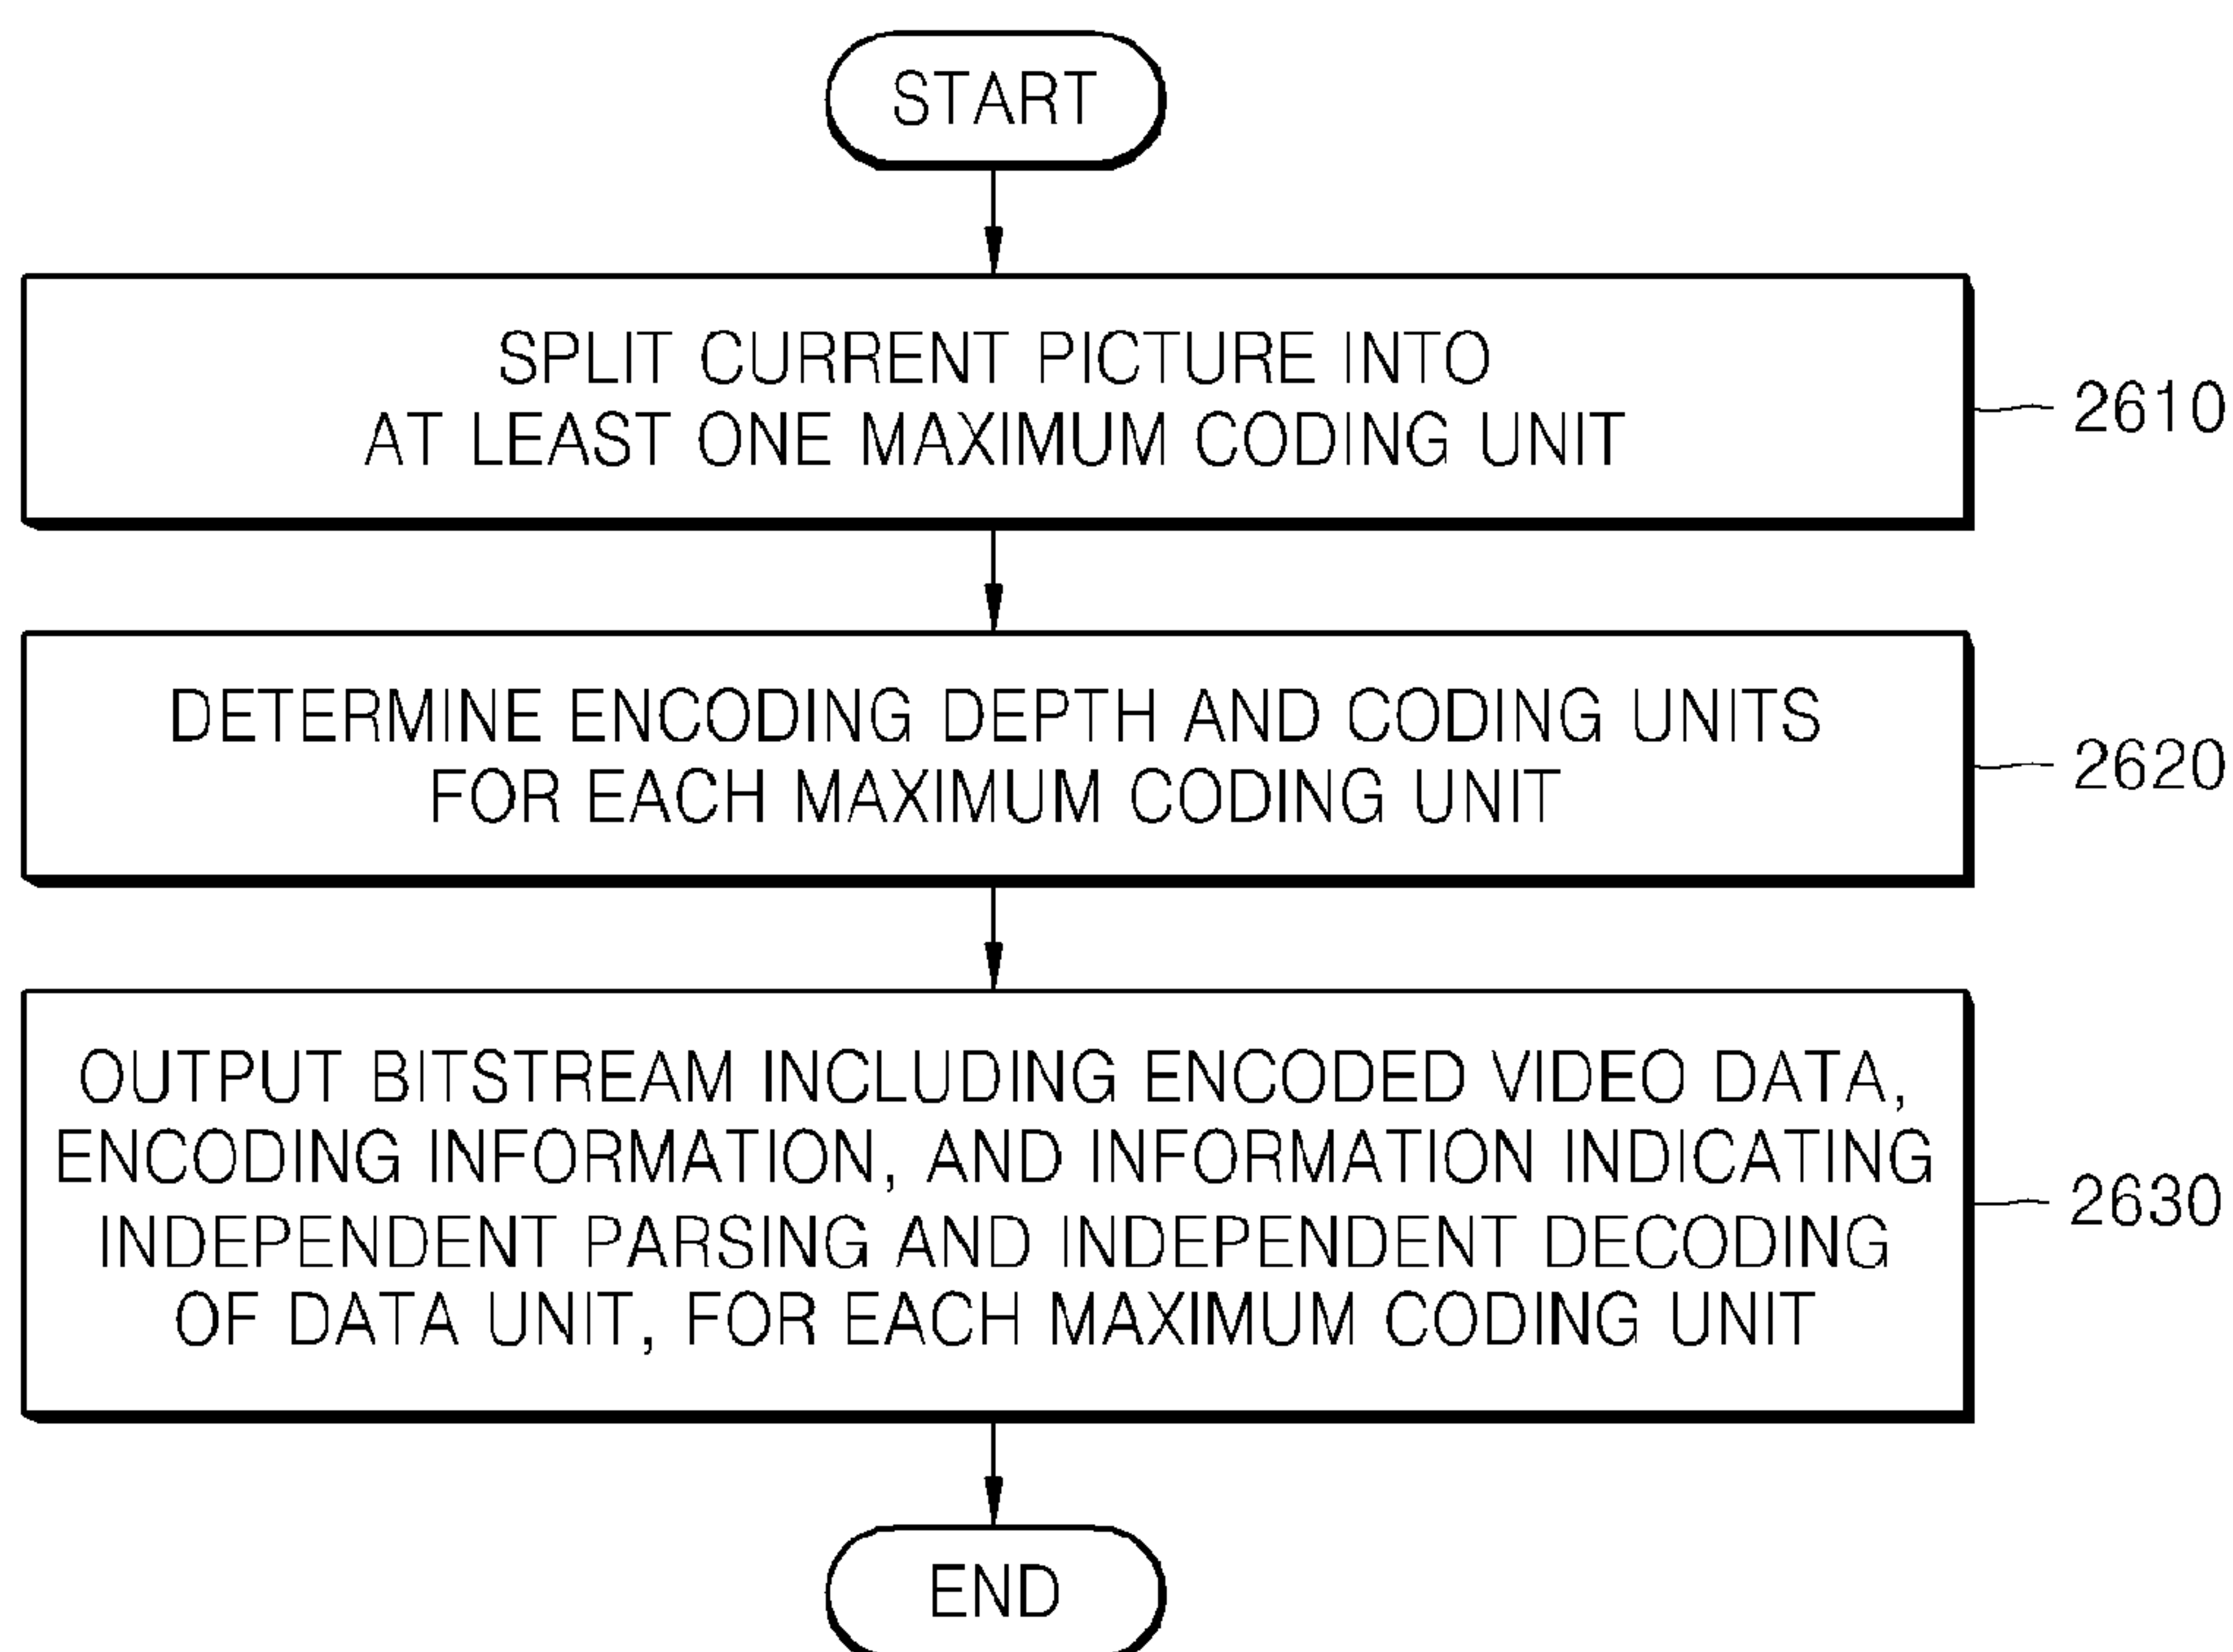 START
SPLIT CURRENT PICTURE INTO
AT LEAST ONE MAXIMUM CODING UNIT
2610
DETERMINE ENCODING DEPTH AND CODING UNITS
FOR EACH MAXIMUM CODING UNIT
2620
OUTPUT BITSTREAM INCLUDING ENCODED VIDEO DATA,
ENCODING INFORMATION, AND INFORMATION INDICATING
INDEPENDENT PARSING AND INDEPENDENT DECODING
OF DATA UNIT, FOR EACH MAXIMUM CODING UNIT
2630
END